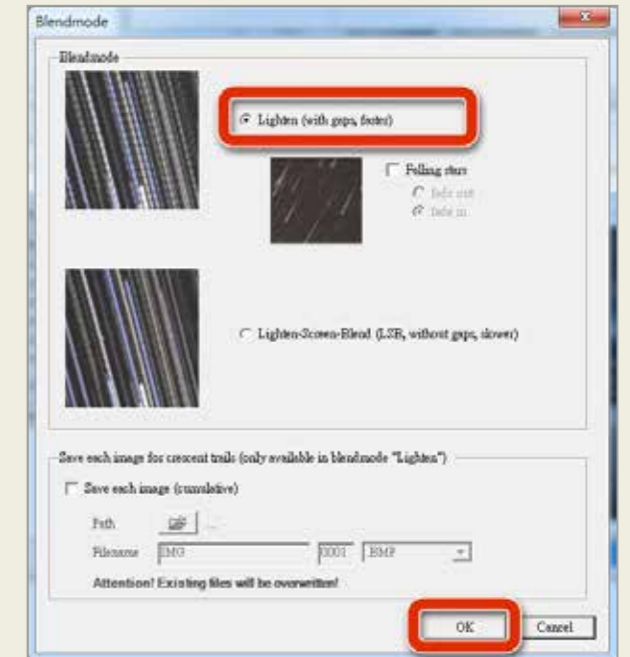 Blendmode
Blendmode
Lighten (with gaps, faster)
Falling stars
fade out
fade in
Lighten-Screen-Blend (LSB, without gaps, slower)
Save each image for crescent trails (only available in blendmode "Lighten")
Save each image (cumulative)
Path ...
Filename IMG 0001 BMP
Attention! Existing files will be overwritten!
OK Cancel